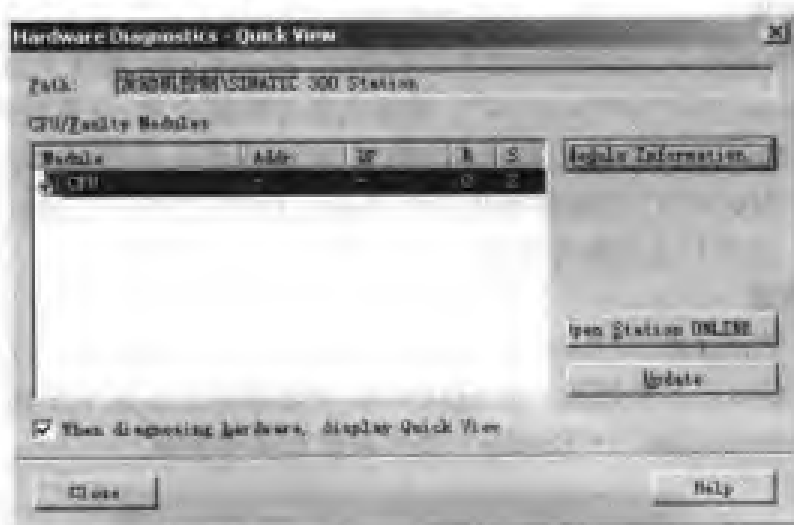 Hardware Diagnostics - Quick View
Path: \SIMATIC 300 Station
CPU/Faulty Modules
Module Addr. DP R S
Module Information...
CPU - -
Open Station ONLINE
Update
When diagnosing hardware, display Quick View
Close Help